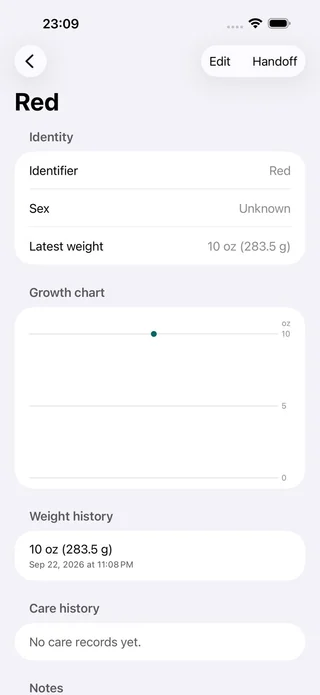 23:09
Edit Handoff
Red
Identity
Identifier Red
Sex Unknown
Latest weight 10 oz (283.5 g)
Growth chart
oz
10
5
0
Weight history
10 oz (283.5 g)
Sep 22, 2026 at 11:08 PM
Care history
No care records yet.
Notes